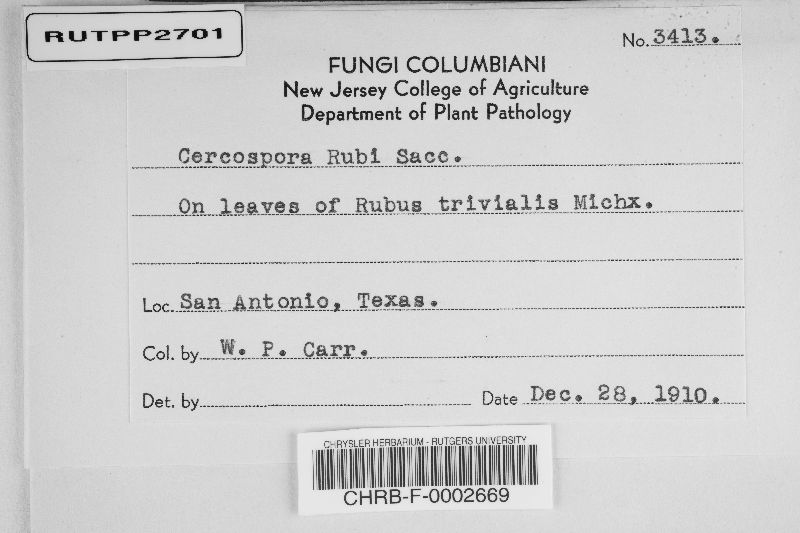 RUTPP2701
No. 3413.
FUNGI COLUMBIANI
New Jersey College of Agriculture
Department of Plant Pathology
Cercospora Rubi Sacc.
On leaves of Rubus trivialis Michx.
Loc. San Antonio, Texas.
Col. by W. P. Carr.
Det. by
Date Dec. 28, 1910.
CHRYSLER HERBARIUM - RUTGERS UNIVERSITY
CHRB-F-0002669